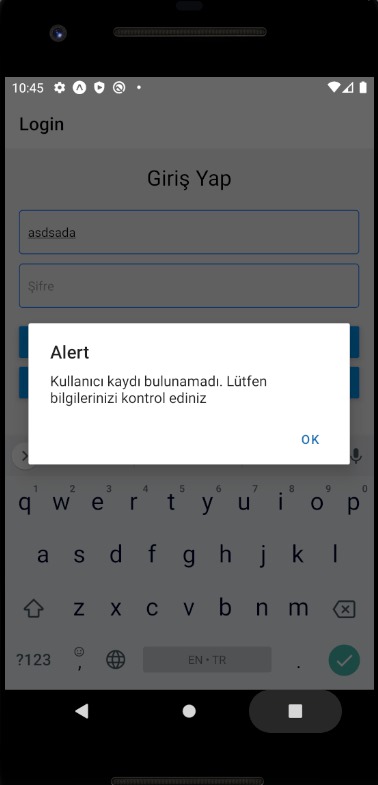 10:45
Login
Giriş Yap
asdsada
Şifre
Alert
Kullanıcı kaydı bulunamadı. Lütfen
bilgilerinizi kontrol ediniz
OK
1 2 3 4 5 6 7 8 9 0
q w e r t y u i o p
a s d f g h j k l
z x c v b n m
?123 , EN • TR .